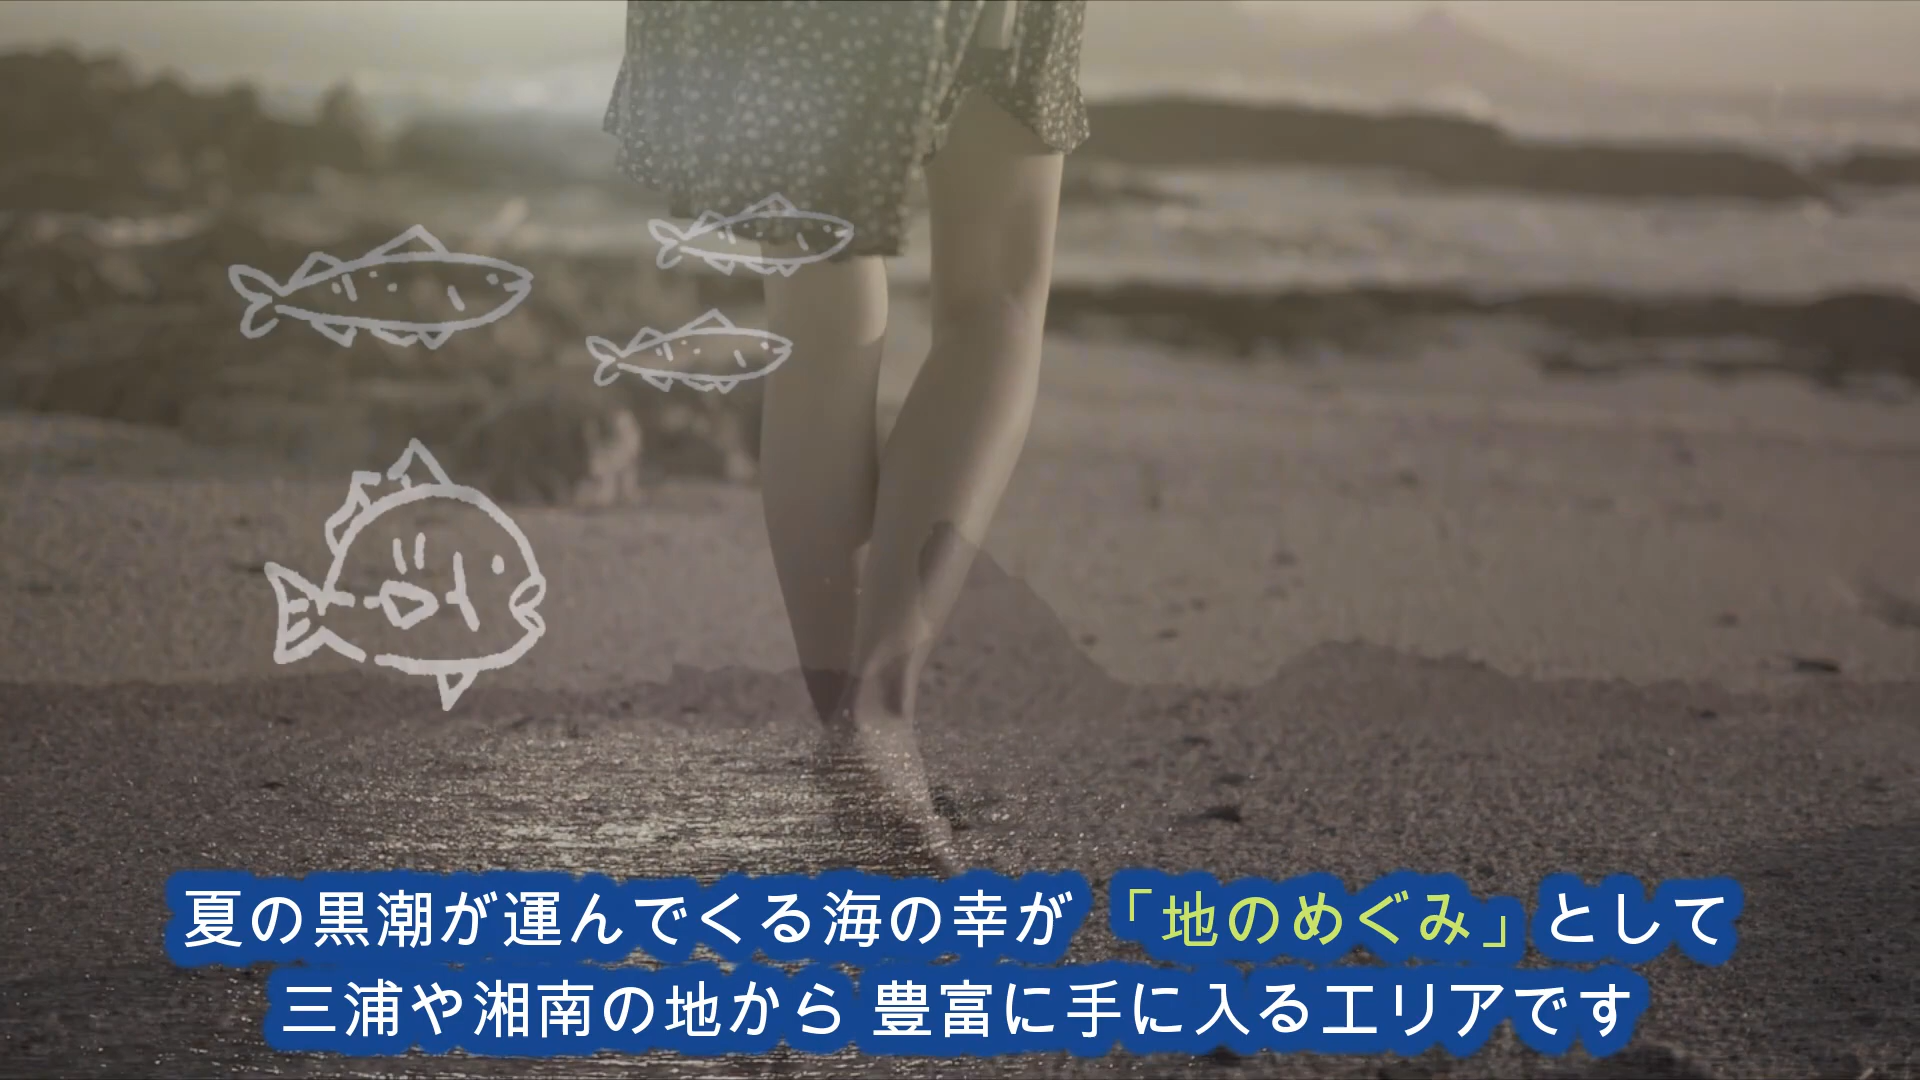 夏の黒潮が運んでくる海の幸が「地のめぐみ」として
三浦や湘南の地から 豊富に手に入るエリアです